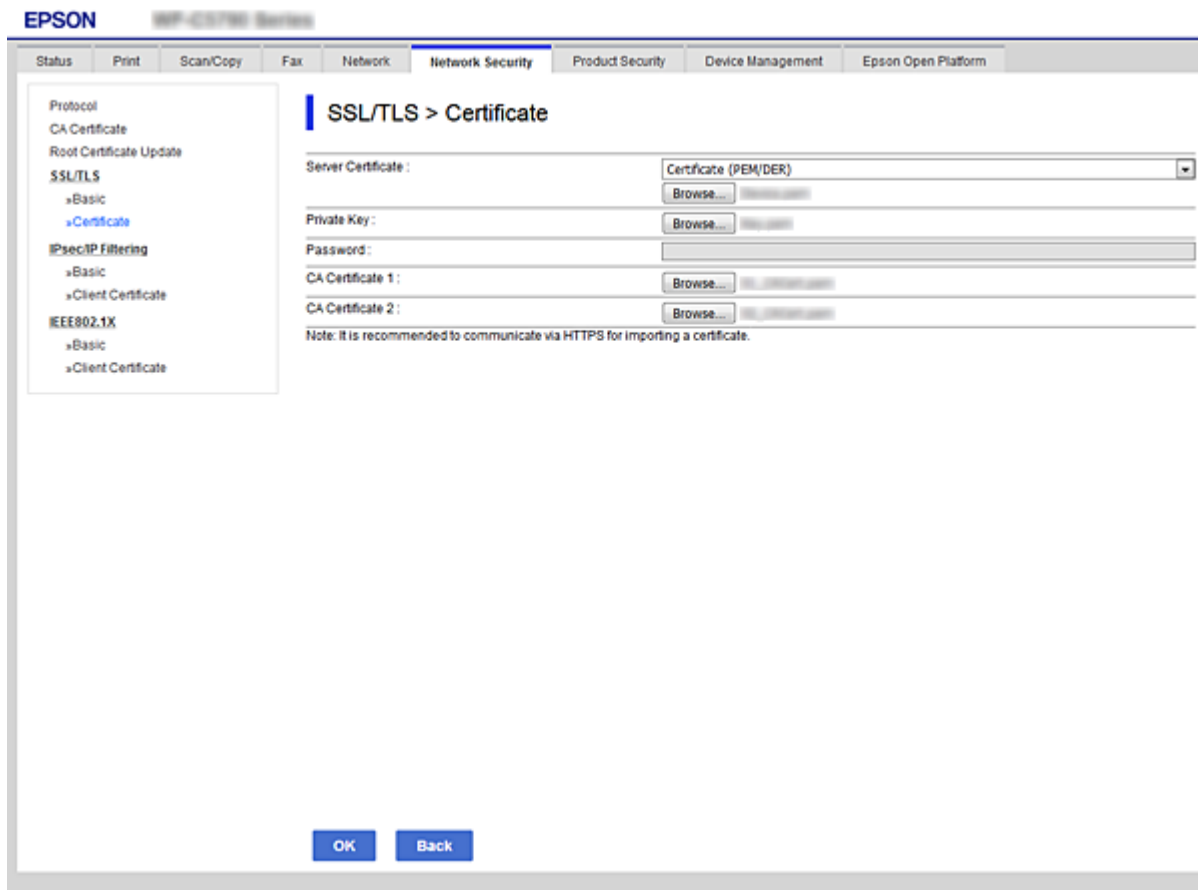 EPSON
Status Print Scan/Copy Fax Network Network Security Product Security Device Management Epson Open Platform
Protocol
CA Certificate
Root Certificate Update
SSL/TLS
»Basic
»Certificate
IPsec/IP Filtering
»Basic
»Client Certificate
IEEE802.1X
»Basic
»Client Certificate
SSL/TLS > Certificate
Server Certificate : Certificate (PEM/DER)
Browse...
Private Key : Browse...
Password :
CA Certificate 1 : Browse...
CA Certificate 2 : Browse...
Note: It is recommended to communicate via HTTPS for importing a certificate.
OK Back